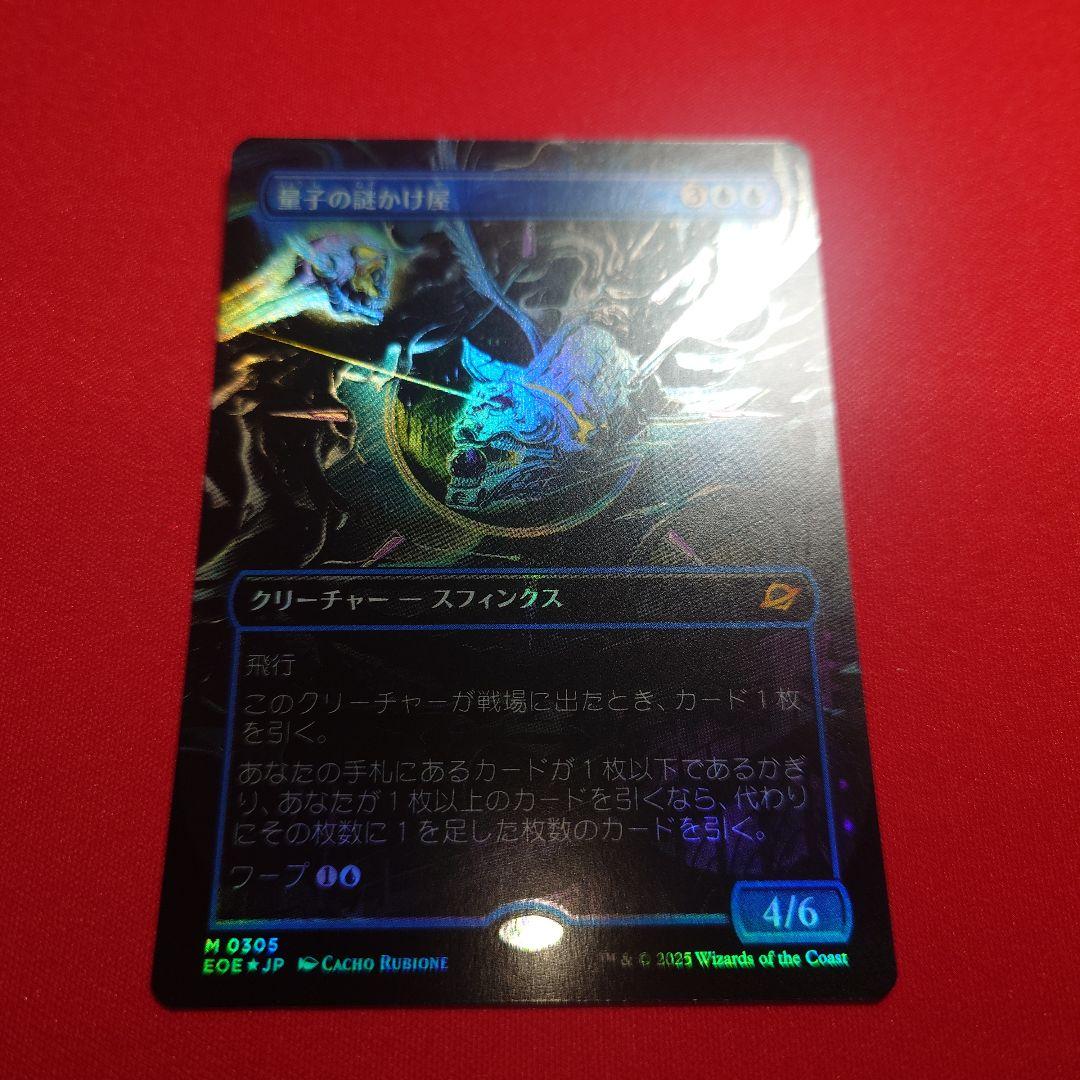 量子の謎かけ屋 3
クリーチャー ― スフィンクス
飛行
このクリーチャーが戦場に出たとき、カード１枚
を引く。
あなたの手札にあるカードが１枚以下であるかぎ
り、あなたが１枚以上のカードを引くなら、代わり
にその枚数に１を足した枚数のカードを引く。
ワープ 1
4/6
M 0305
EOE★JP CACHO RUBIONE
™ & © 2025 Wizards of the Coast